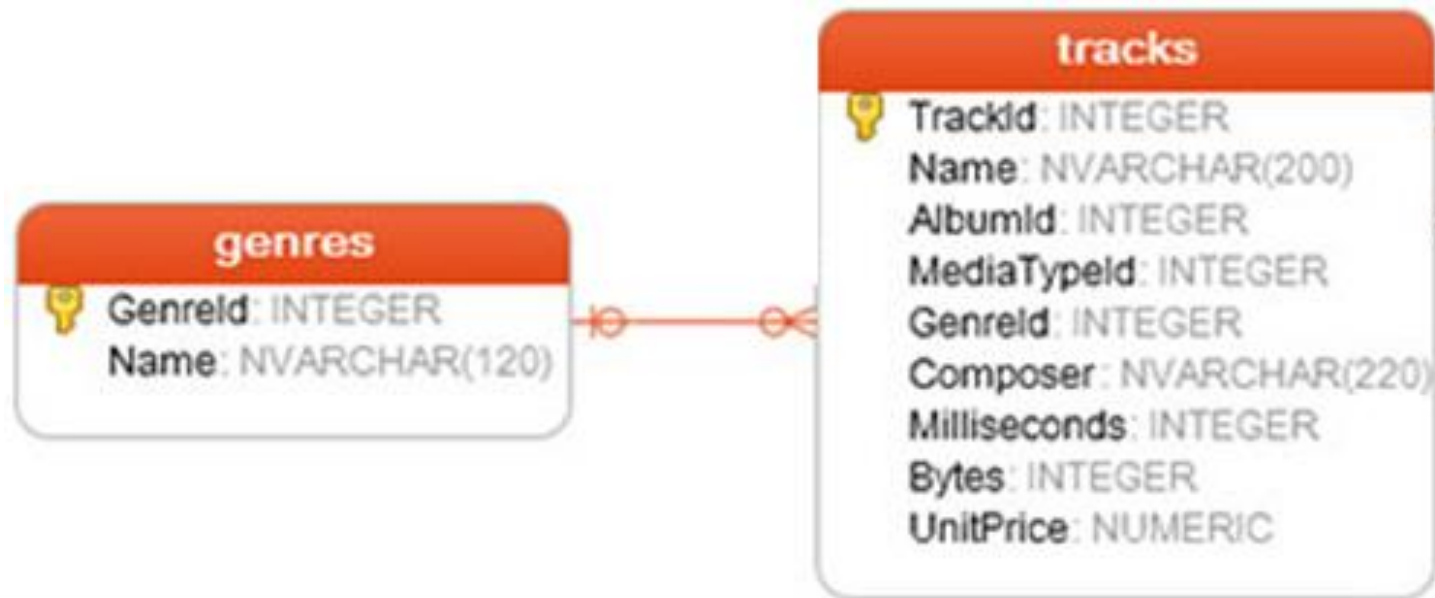 genres
GenreId: INTEGER
Name: NVARCHAR(120)
tracks
TrackId: INTEGER
Name: NVARCHAR(200)
AlbumId: INTEGER
MediaTypeId: INTEGER
GenreId: INTEGER
Composer: NVARCHAR(220)
Milliseconds: INTEGER
Bytes: INTEGER
UnitPrice: NUMERIC